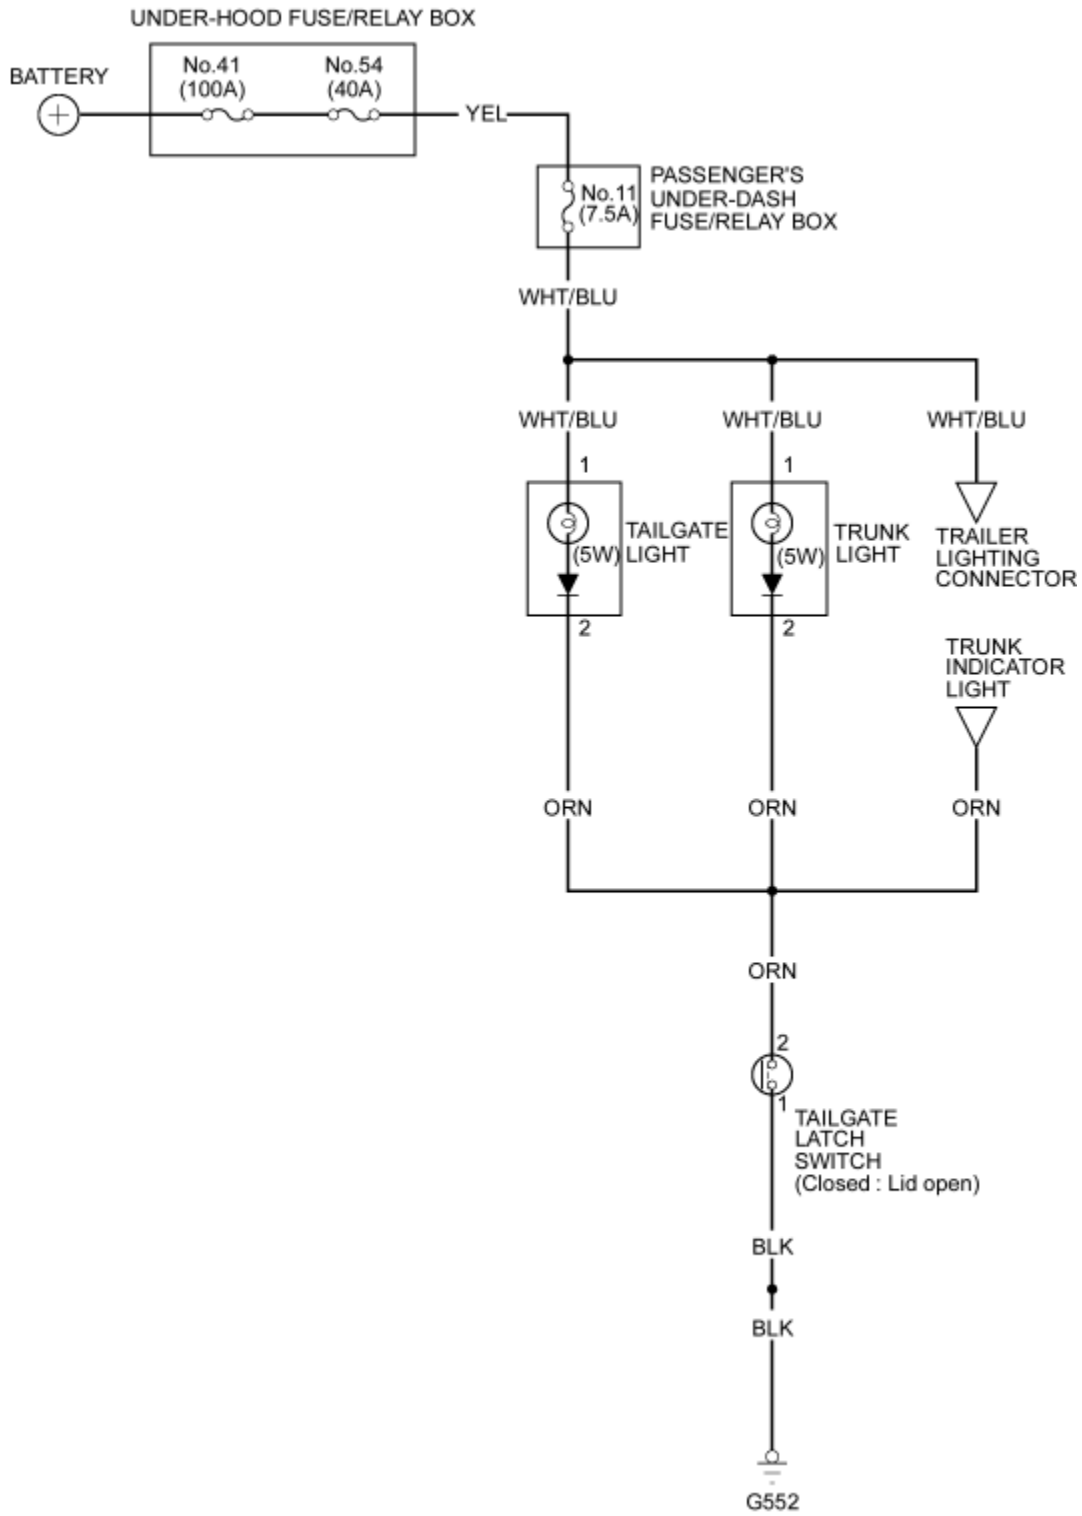 UNDER-HOOD FUSE/RELAY BOX
BATTERY
No.41
(100A)
No.54
(40A)
YEL
No.11
(7.5A)
PASSENGER'S
UNDER-DASH
FUSE/RELAY BOX
WHT/BLU
WHT/BLU
WHT/BLU
WHT/BLU
1
1
(5W)
TAILGATE
LIGHT
(5W)
TRUNK
LIGHT
TRAILER
LIGHTING
CONNECTOR
2
2
TRUNK
INDICATOR
LIGHT
ORN
ORN
ORN
ORN
2
1
TAILGATE
LATCH
SWITCH
(Closed : Lid open)
BLK
BLK
G552